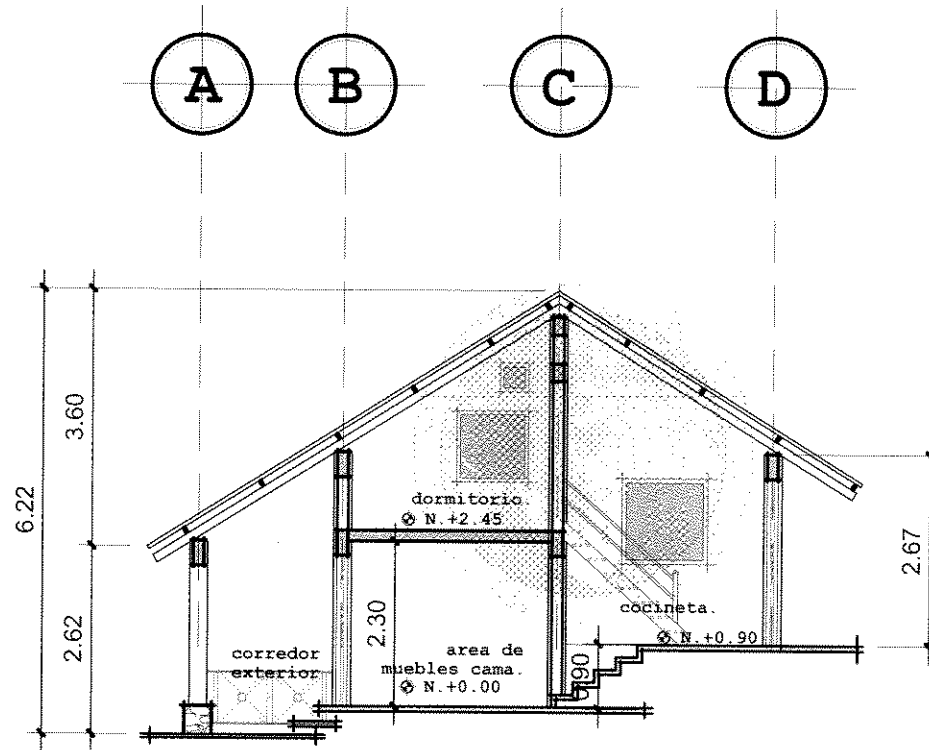 A B C D
3.60
6.22
dormitorio
N.+2.45
2.67
2.30
cocineta.
N.+0.90
2.62
corredor
exterior
area de
muebles cama.
N.+0.00
0.90